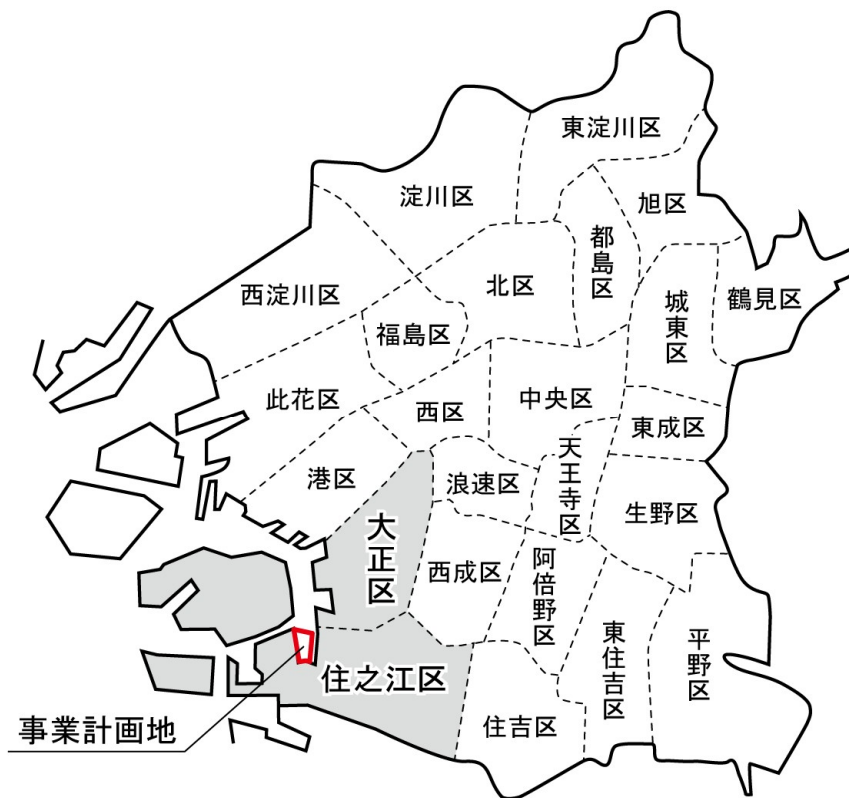 東淀川区
淀川区
旭区
都島区
北区
西淀川区
鶴見区
城東区
福島区
此花区
西区
中央区
東成区
天王寺区
港区
浪速区
生野区
大正区
西成区
阿倍野区
東住吉区
平野区
住之江区
住吉区
事業計画地